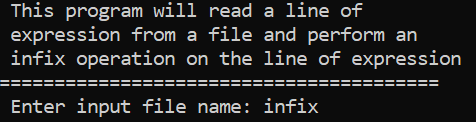 This program will read a line of
expression from a file and perform an
infix operation on the line of expression
========================================
Enter input file name: infix